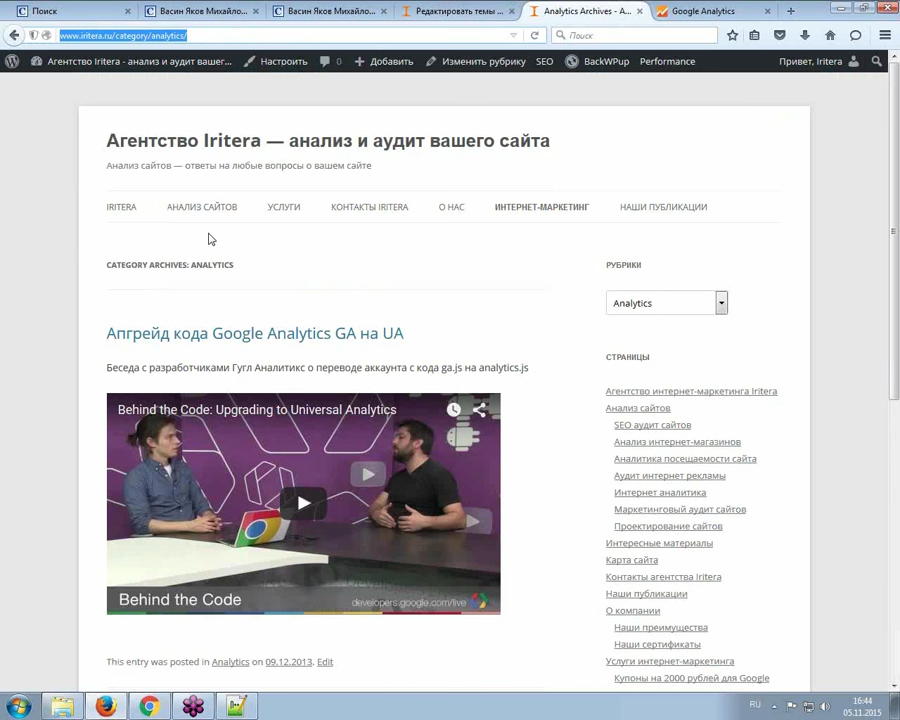 Поиск
Васин Яков Михайло...
Васин Яков Михайло...
Редактировать темы ...
Analytics Archives - A...
Google Analytics
www.iritera.ru/category/analytics/
Поиск
Агентство Iritera - анализ и аудит вашег...
Настроить
0
Добавить
Изменить рубрику
SEO
BackWPup
Performance
Привет, Iritera
Агентство Iritera — анализ и аудит вашего сайта
Анализ сайтов — ответы на любые вопросы о вашем сайте
IRITERA
АНАЛИЗ САЙТОВ
УСЛУГИ
КОНТАКТЫ IRITERA
О НАС
ИНТЕРНЕТ-МАРКЕТИНГ
НАШИ ПУБЛИКАЦИИ
CATEGORY ARCHIVES: ANALYTICS
Апгрейд кода Google Analytics GA на UA
Беседа с разработчиками Гугл Аналитикс о переводе аккаунта с кода ga.js на analytics.js
Behind the Code: Upgrading to Universal Analytics
Behind the Code
developers.google.com/live
This entry was posted in Analytics on 09.12.2013. Edit
РУБРИКИ
Analytics
СТРАНИЦЫ
Агентство интернет-маркетинга Iritera
Анализ сайтов
SEO аудит сайтов
Анализ интернет-магазинов
Аналитика посещаемости сайта
Аудит интернет рекламы
Интернет аналитика
Маркетинговый аудит сайтов
Проектирование сайтов
Интересные материалы
Карта сайта
Контакты агентства Iritera
Наши публикации
О компании
Наши преимущества
Наши сертификаты
Услуги интернет-маркетинга
Купоны на 2000 рублей для Google
RU
16:44
05.11.2015